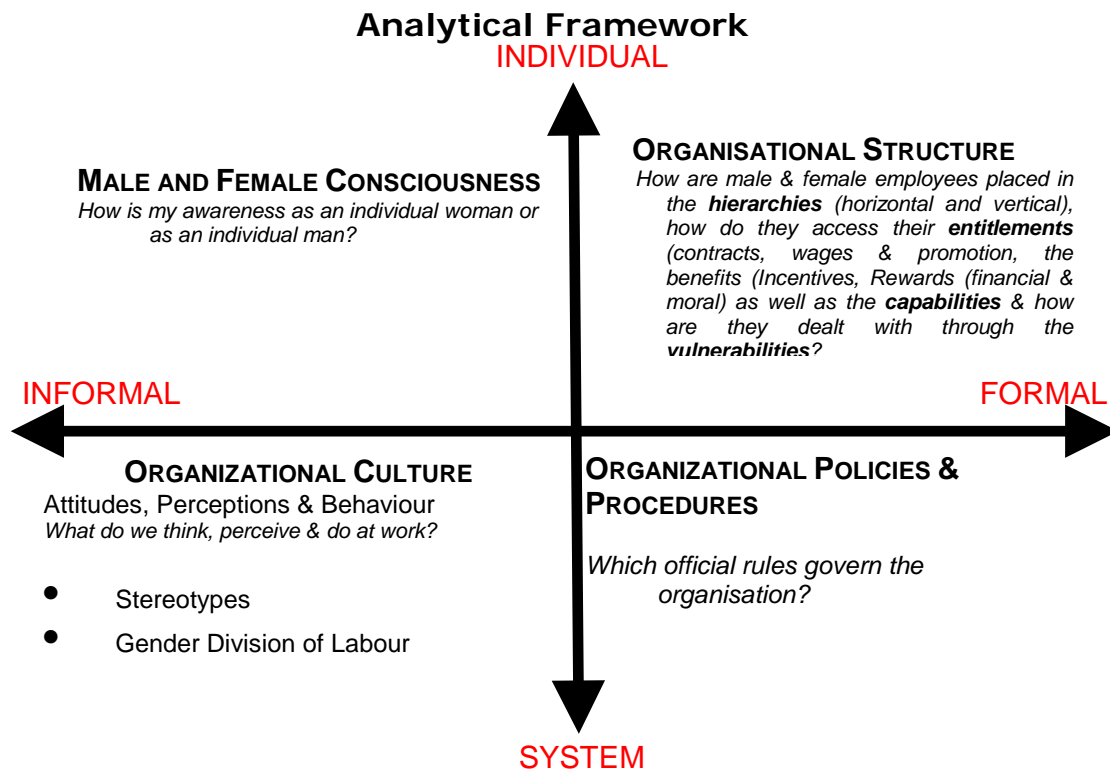 Analytical Framework
INDIVIDUAL
MALE AND FEMALE CONSCIOUSNESS
How is my awareness as an individual woman or
as an individual man?
ORGANISATIONAL STRUCTURE
How are male & female employees placed in
the hierarchies (horizontal and vertical),
how do they access their entitlements
(contracts, wages & promotion, the
benefits (Incentives, Rewards (financial &
moral) as well as the capabilities & how
are they dealt with through the
vulnerabilities?
INFORMAL
FORMAL
ORGANIZATIONAL CULTURE
Attitudes, Perceptions & Behaviour
What do we think, perceive & do at work?
• Stereotypes
• Gender Division of Labour
ORGANIZATIONAL POLICIES &
PROCEDURES
Which official rules govern the
organisation?
SYSTEM